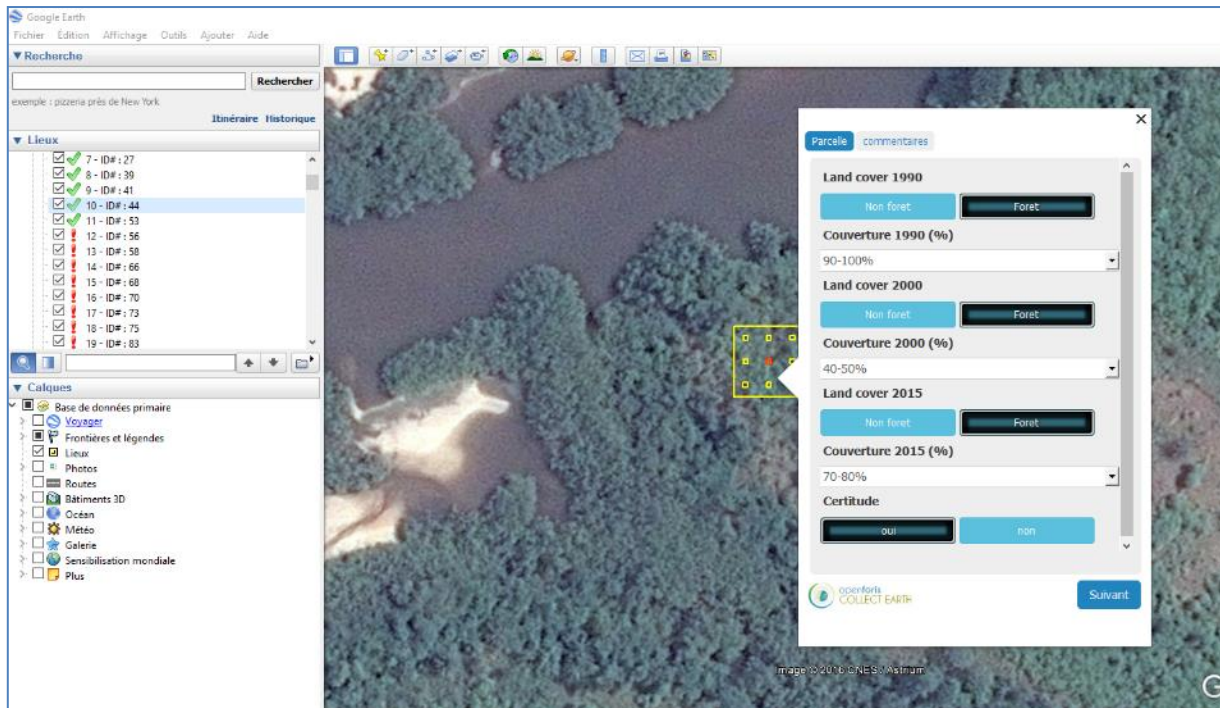 Google Earth
Fichier Édition Affichage Outils Ajouter Aide
Recherche
Rechercher
exemple : pizzeria près de New York
Itinéraire Historique
Lieux
7 - ID# : 27
8 - ID# : 39
9 - ID# : 41
10 - ID# : 44
11 - ID# : 53
12 - ID# : 56
13 - ID# : 58
14 - ID# : 66
15 - ID# : 68
16 - ID# : 70
17 - ID# : 73
18 - ID# : 75
19 - ID# : 83
Calques
Base de données primaire
Voyager
Frontières et légendes
Lieux
Photos
Routes
Bâtiments 3D
Océan
Météo
Galerie
Sensibilisation mondiale
Plus
Parcelle commentaires
Land cover 1990
Non foret Foret
Couverture 1990 (%)
90-100%
Land cover 2000
Non foret Foret
Couverture 2000 (%)
40-50%
Land cover 2015
Non foret Foret
Couverture 2015 (%)
70-80%
Certitude
oui non
openforis
COLLECT EARTH
Suivant
Image © 2016 CNES / Astrium
G